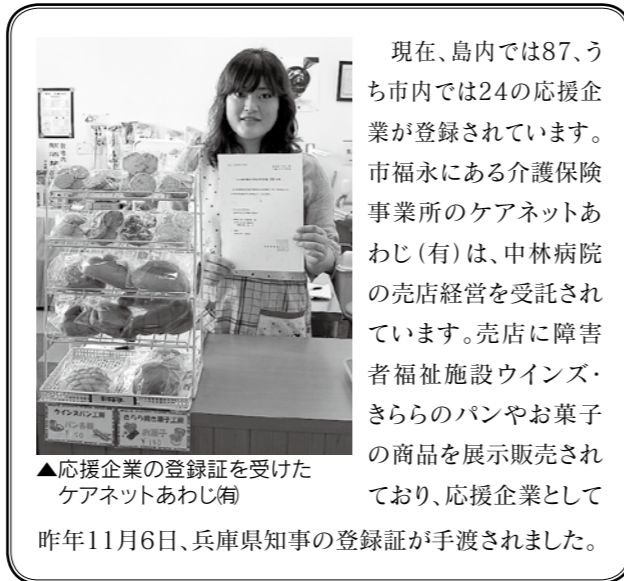 現在、島内では87、う
ち市内では24の応援企
業が登録されています。
市福永にある介護保険
事業所のケアネットあ
わじ(有)は、中林病院
の売店経営を受託され
ています。売店に障害
者福祉施設ウインズ・
きららのパンやお菓子
の商品を展示販売され
ており、応援企業として
昨年11月6日、兵庫県知事の登録証が手渡されました。
▲応援企業の登録証を受けた
ケアネットあわじ㈲
ウインズパン工房
パン各種